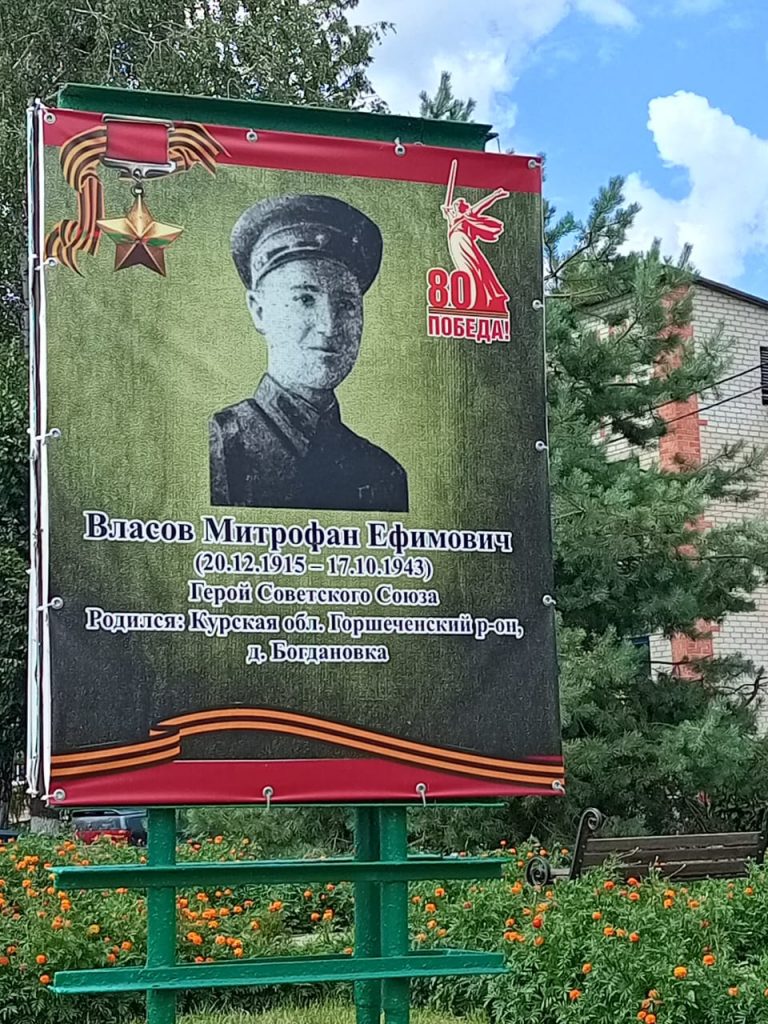 80
ПОБЕДА!
Власов Митрофан Ефимович
(20.12.1915 – 17.10.1943)
Герой Советского Союза
Родился: Курская обл. Горшеченский р-он,
д. Богдановка